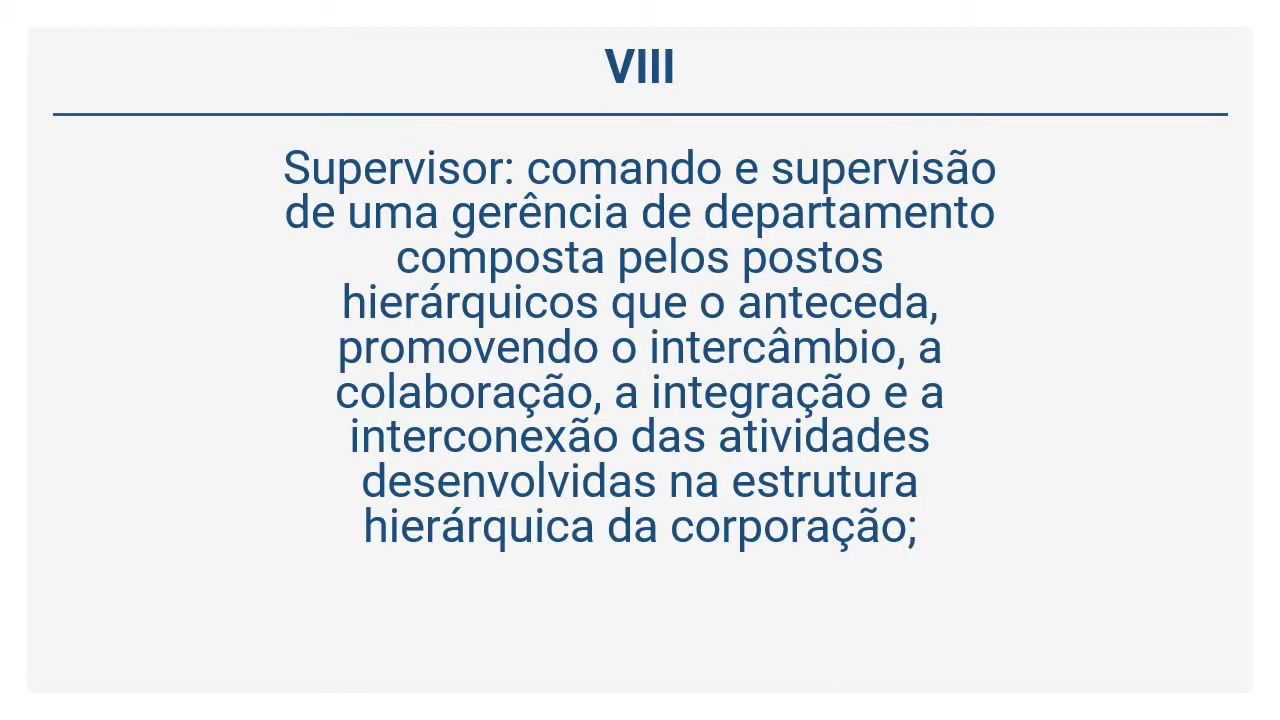 VIII
Supervisor: comando e supervisão
de uma gerência de departamento
composta pelos postos
hierárquicos que o anteceda,
promovendo o intercâmbio, a
colaboração, a integração e a
interconexão das atividades
desenvolvidas na estrutura
hierárquica da corporação;